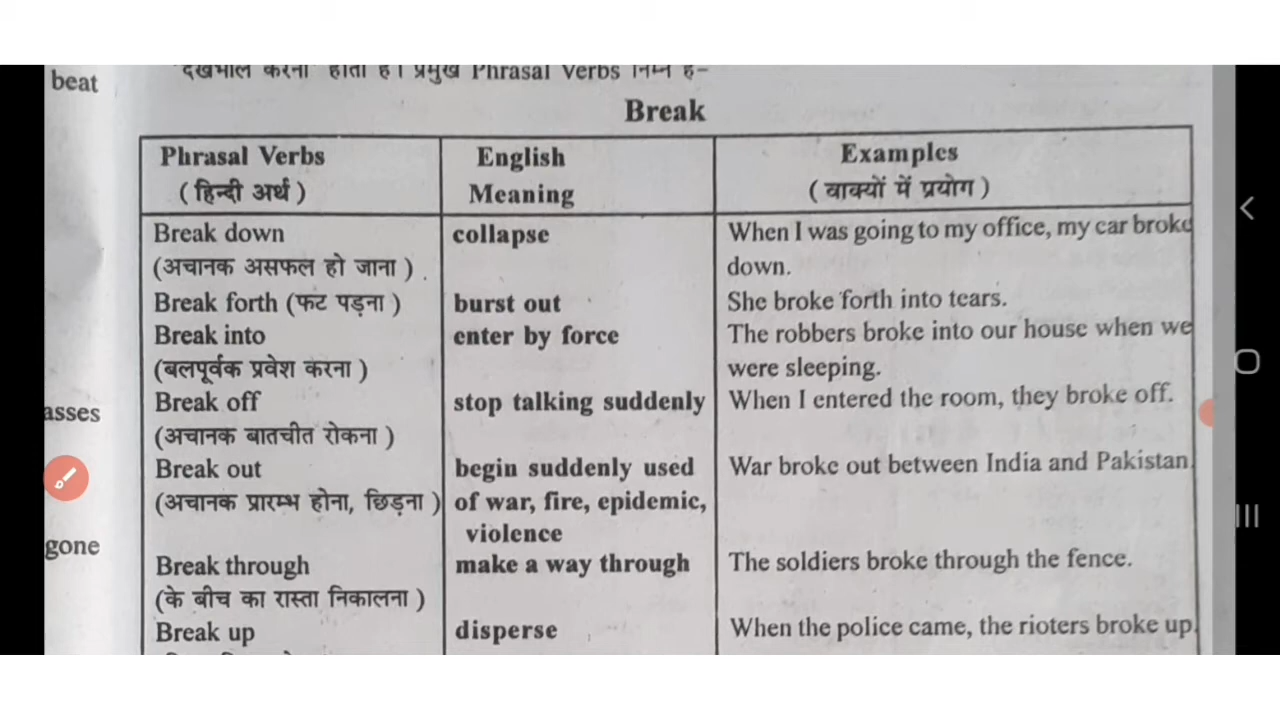 beat
देखभाल करना' होता है। प्रमुख Phrasal Verbs निम्न हैं–
Break
Phrasal Verbs
( हिन्दी अर्थ )
English
Meaning
Examples
( वाक्यों में प्रयोग )
Break down
(अचानक असफल हो जाना )
collapse
When I was going to my office, my car broke
down.
Break forth (फट पड़ना )
burst out
She broke forth into tears.
Break into
(बलपूर्वक प्रवेश करना )
enter by force
The robbers broke into our house when we
were sleeping.
asses
Break off
(अचानक बातचीत रोकना )
stop talking suddenly
When I entered the room, they broke off.
Break out
(अचानक प्रारम्भ होना, छिड़ना )
begin suddenly used
of war, fire, epidemic,
violence
War broke out between India and Pakistan.
gone
Break through
(के बीच का रास्ता निकालना )
make a way through
The soldiers broke through the fence.
Break up
disperse
When the police came, the rioters broke up.